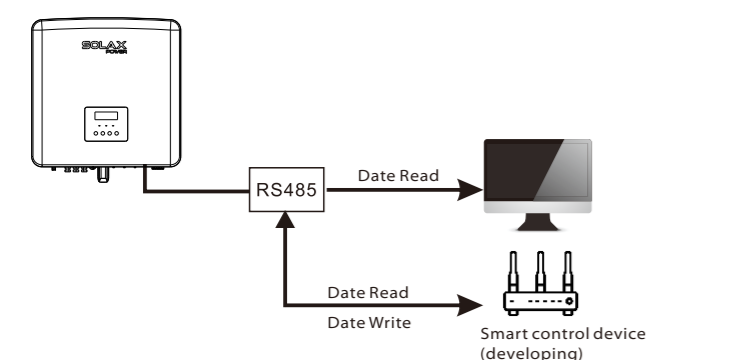 SOLAX
POWER
RS485
Date Read
Date Read
Date Write
Smart control device
(developing)